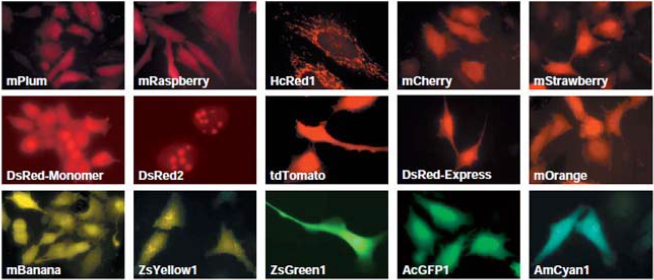 mPlum
mRaspberry
HcRed1
mCherry
mStrawberry
DsRed-Monomer
DsRed2
tdTomato
DsRed-Express
mOrange
mBanana
ZsYellow1
ZsGreen1
AcGFP1
AmCyan1